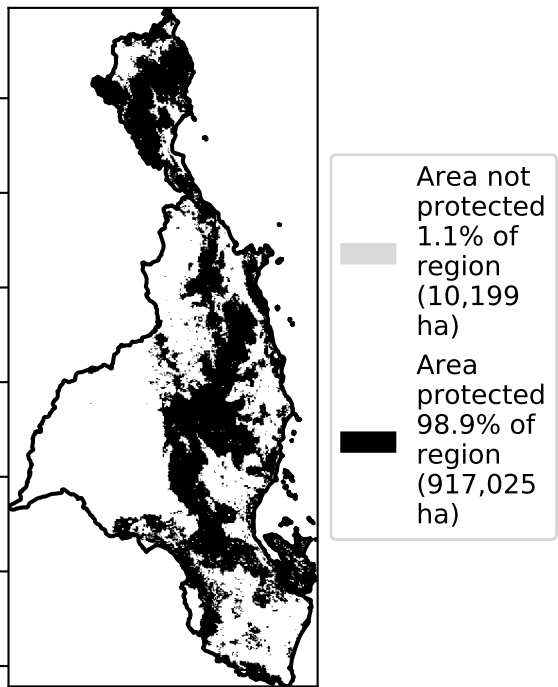 Area not
protected
1.1% of
region
(10,199
ha)
Area
protected
98.9% of
region
(917,025
ha)